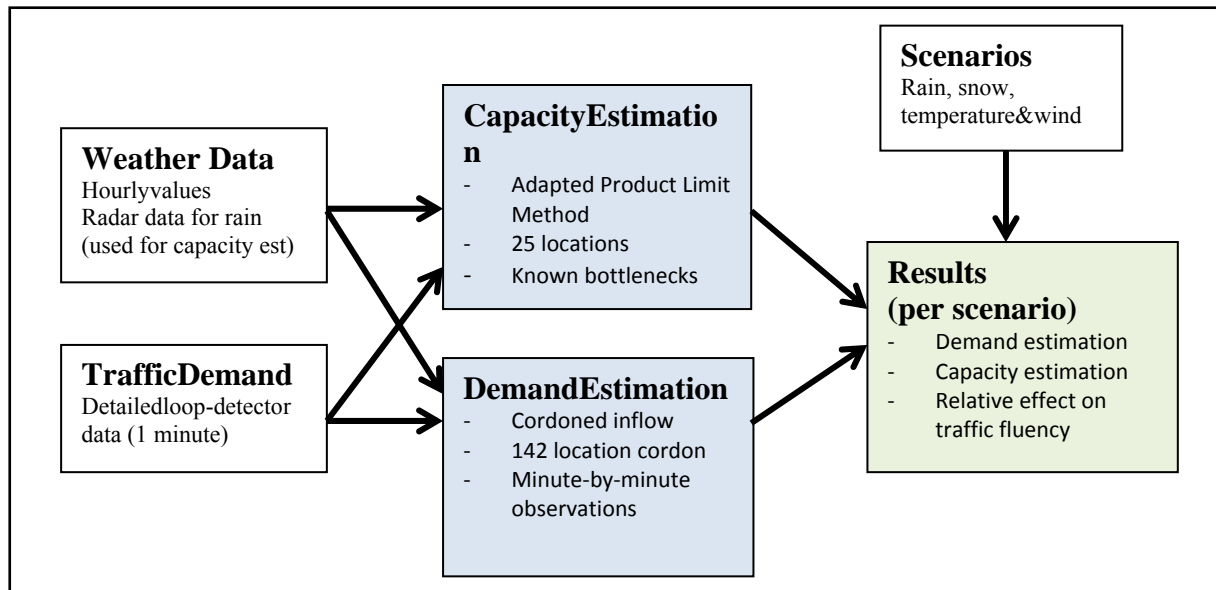 Weather Data
Hourlyvalues
Radar data for rain
(used for capacity est)
TrafficDemand
Detailedloop-detector
data (1 minute)
CapacityEstimatio
n
- Adapted Product Limit
Method
- 25 locations
- Known bottlenecks
DemandEstimation
- Cordoned inflow
- 142 location cordon
- Minute-by-minute
observations
Scenarios
Rain, snow,
temperature&wind
Results
(per scenario)
- Demand estimation
- Capacity estimation
- Relative effect on
traffic fluency